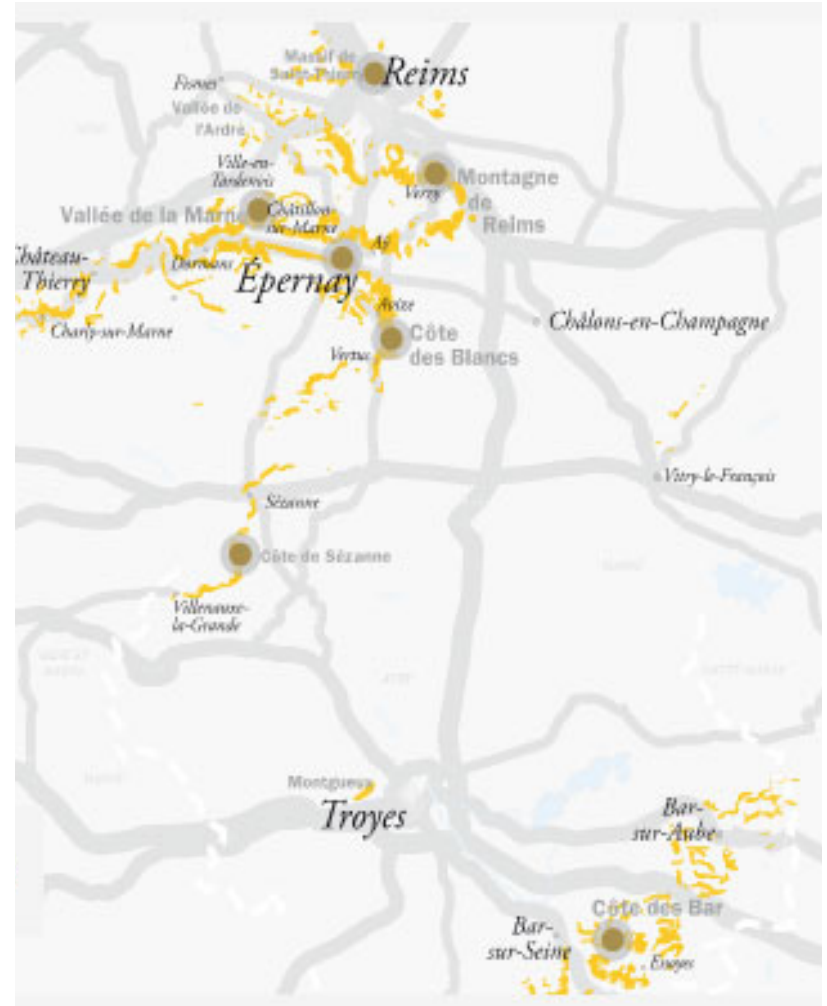 Massif de
Saint-Thierry
Reims
Fismes
Vallée de
l'Ardre
Ville-en-
Tardenois
Verzy
Montagne
de
Reims
Vallée de la Marn
Châtillon-
sur-Marne
Aÿ
Château-
Thierry
Dormans
Épernay
Avize
Charly-sur-Marne
Châlons-en-Champagne
Côte
des Blancs
Vertus
Vitry-le-François
Sézanne
Côte de Sézanne
Villenauxe-
la-Grande
Montgueux
Troyes
Bar-
sur-Aube
Côte des Bar
Bar-
sur-Seine
Essoyes